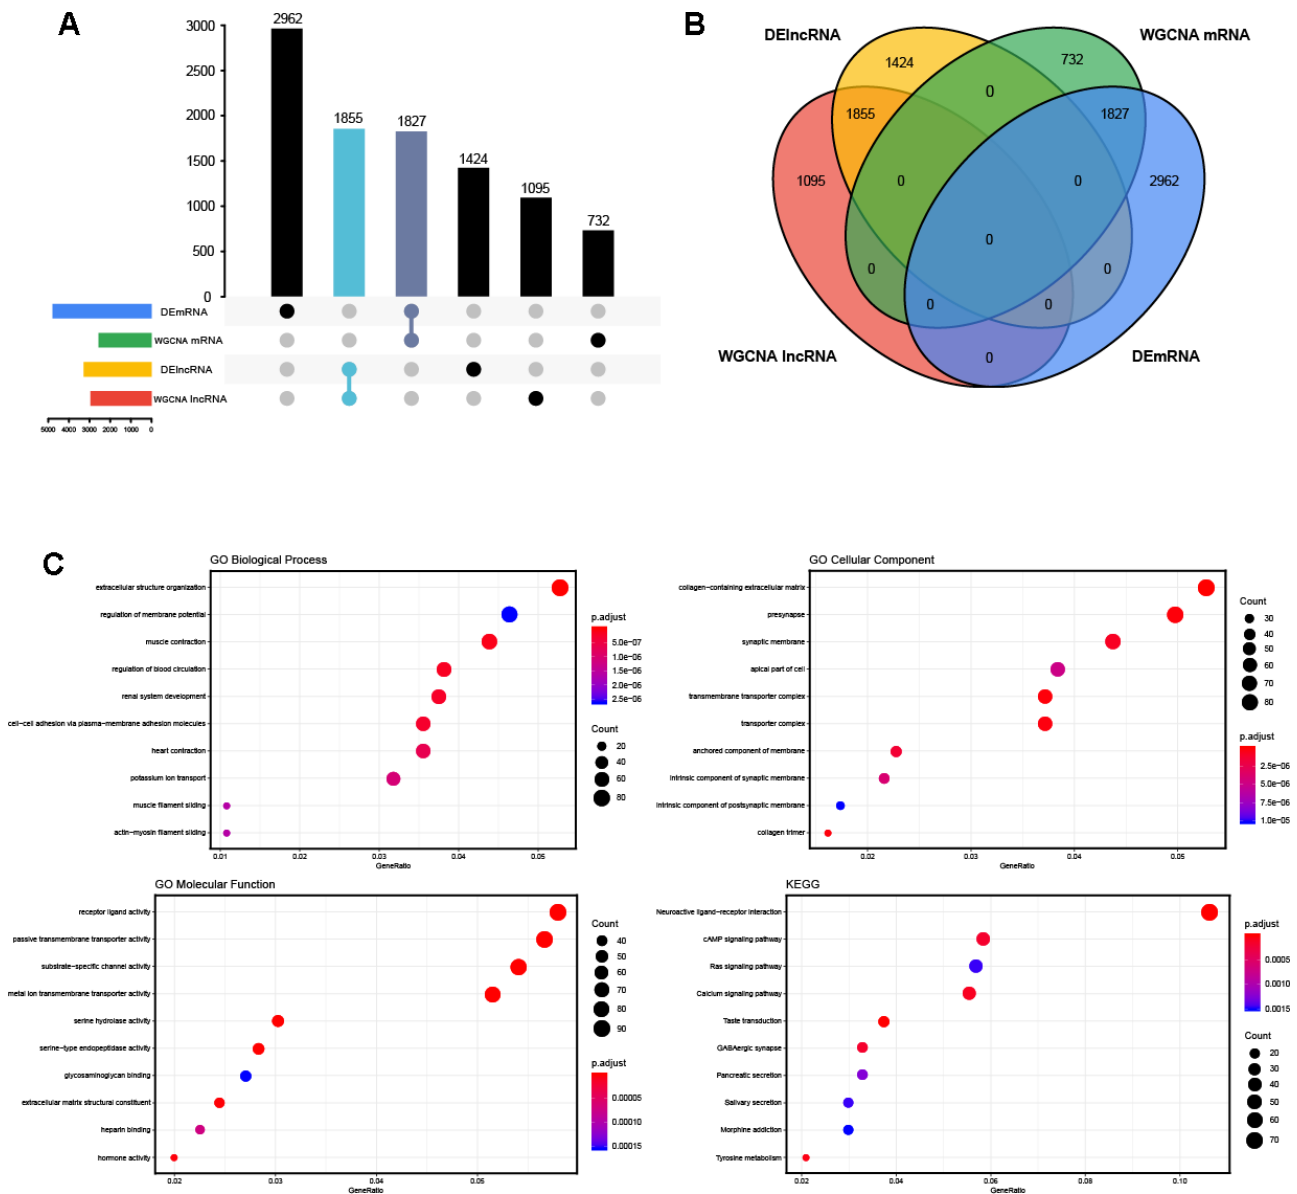 A
3000
2500
2000
1500
1000
500
0
2962
1855
1827
1424
1095
732
DEmRNA
WGCNA mRNA
DElncRNA
WGCNA lncRNA
5000 4000 3000 2000 1000 0
B
DElncRNA
WGCNA mRNA
1424
732
0
1855
1827
1095
0
0
2962
0
0
0
0
0
WGCNA lncRNA
DEmRNA
0
C
GO Biological Process
extracellular structure organization
regulation of membrane potential
muscle contraction
regulation of blood circulation
renal system development
cell-cell adhesion via plasma-membrane adhesion molecules
heart contraction
potassium ion transport
muscle filament sliding
actin-myosin filament sliding
0.01 0.02 0.03 0.04 0.05
GeneRatio
p.adjust
5.0e-07
1.0e-06
1.5e-06
2.0e-06
2.5e-06
Count
20
40
60
80
GO Cellular Component
collagen-containing extracellular matrix
presynapse
synaptic membrane
apical part of cell
transmembrane transporter complex
transporter complex
anchored component of membrane
intrinsic component of synaptic membrane
intrinsic component of postsynaptic membrane
collagen trimer
0.02 0.03 0.04 0.05
GeneRatio
Count
30
40
50
60
70
80
p.adjust
2.5e-06
5.0e-06
7.5e-06
1.0e-05
GO Molecular Function
receptor ligand activity
passive transmembrane transporter activity
substrate-specific channel activity
metal ion transmembrane transporter activity
serine hydrolase activity
serine-type endopeptidase activity
glycosaminoglycan binding
extracellular matrix structural constituent
heparin binding
hormone activity
0.02 0.03 0.04 0.05
GeneRatio
Count
40
50
60
70
80
90
p.adjust
0.00005
0.00010
0.00015
KEGG
Neuroactive ligand-receptor interaction
cAMP signaling pathway
Ras signaling pathway
Calcium signaling pathway
Taste transduction
GABAergic synapse
Pancreatic secretion
Salivary secretion
Morphine addiction
Tyrosine metabolism
0.02 0.04 0.06 0.08 0.10
GeneRatio
p.adjust
0.0005
0.0010
0.0015
Count
20
30
40
50
60
70